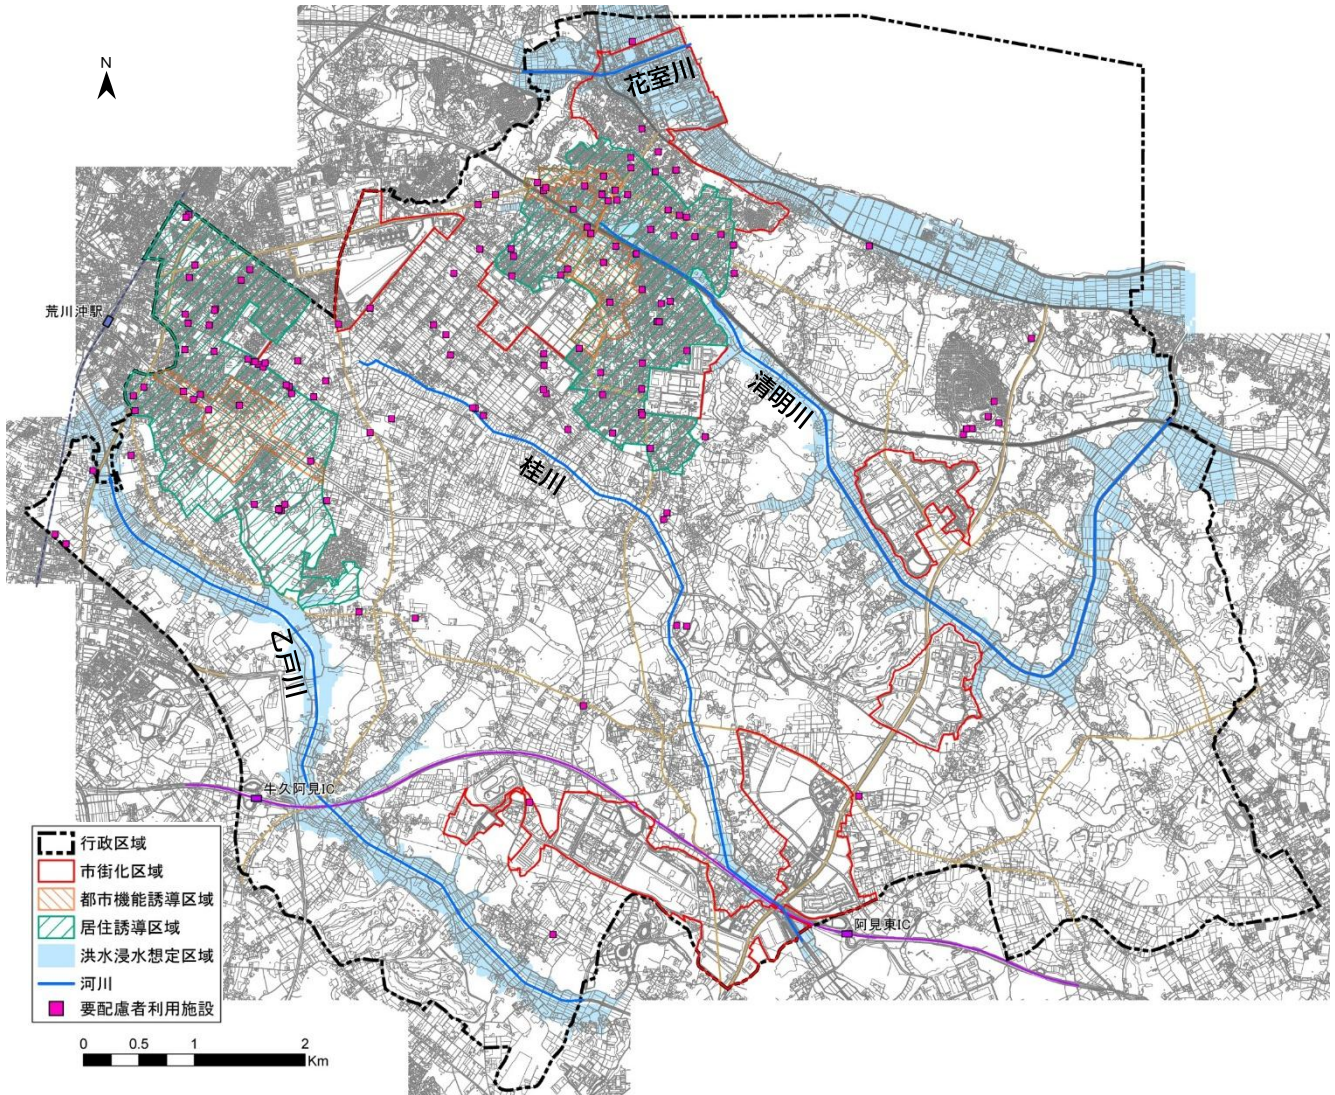 N
花室川
荒川沖駅
清明川
桂川
乙戸川
牛久阿見IC
阿見東IC
行政区域
市街化区域
都市機能誘導区域
居住誘導区域
洪水浸水想定区域
河川
要配慮者利用施設
0 0.5 1 2
Km